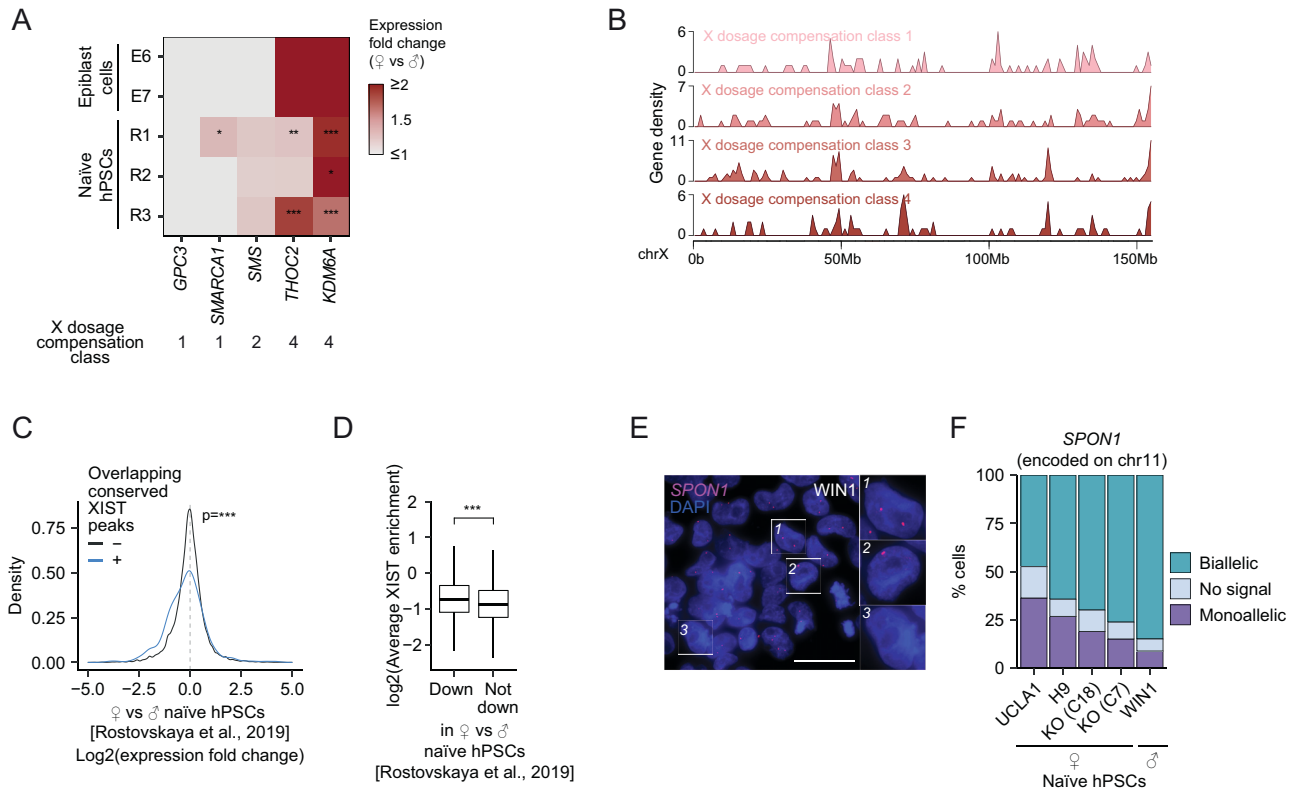 A
Expression
fold change
(♀ vs ♂)
≥2
1.5
≤1
Epiblast
cells
E6
E7
Naïve
hPSCs
R1
R2
R3
* ** ***
*
*** ***
GPC3
SMARCA1
SMS
THOC2
KDM6A
X dosage
compensation
class
1 1 2 4 4
B
Gene density
6
0
X dosage compensation class 1
7
0
X dosage compensation class 2
11
0
X dosage compensation class 3
6
0
X dosage compensation class 4
chrX
0b 50Mb 100Mb 150Mb
C
Overlapping
conserved
XIST
peaks
−
+
p=***
Density
0.75
0.50
0.25
0.00
−5.0 0.0 2.5 5.0
♀ vs ♂ naïve hPSCs
[Rostovskaya et al., 2019]
Log2(expression fold change)
D
log2(Average XIST enrichment)
***
2
1
0
−1
−2
Down
Not
down
in ♀ vs ♂
naïve hPSCs
[Rostovskaya et al., 2019]
E
SPON1
DAPI
WIN1
1
2
3
1
2
3
F
SPON1
(encoded on chr11)
% cells
100
75
50
25
0
Biallelic
No signal
Monoallelic
UCLA1
H9
KO (C18)
KO (C7)
WIN1
♀ ♂
Naïve hPSCs